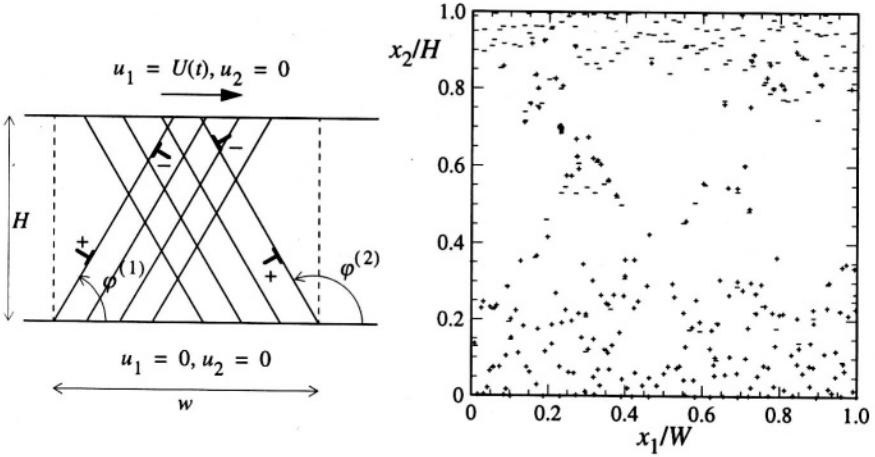 u₁ = U(t), u₂ = 0
H
+
−
−
+
φ⁽¹⁾
φ⁽²⁾
u₁ = 0, u₂ = 0
w
x₂/H
1.0
0.8
0.6
0.4
0.2
0
0
0.2
0.4
0.6
0.8
1.0
x₁/W